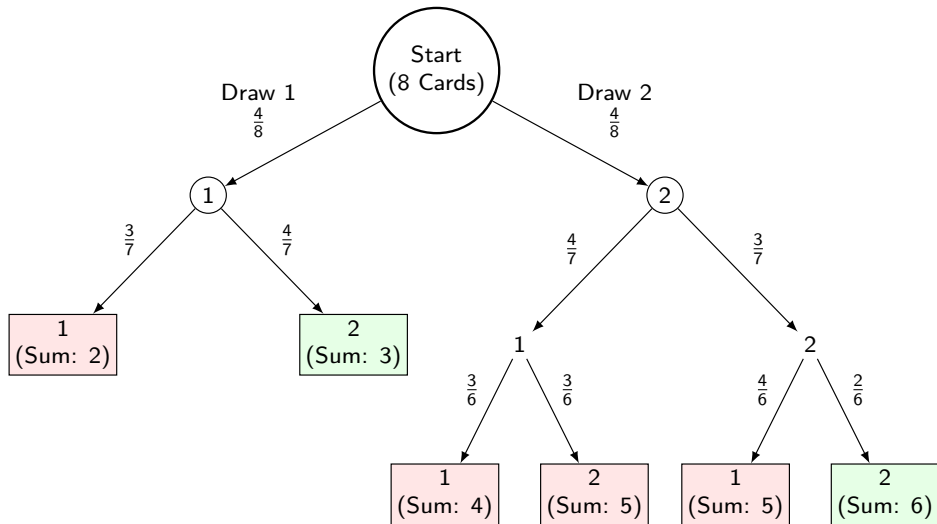 Start
(8 Cards)
Draw 1
4/8
Draw 2
4/8
1
2
3/7
4/7
4/7
3/7
1
(Sum: 2)
2
(Sum: 3)
1
2
3/6
3/6
4/6
2/6
1
(Sum: 4)
2
(Sum: 5)
1
(Sum: 5)
2
(Sum: 6)